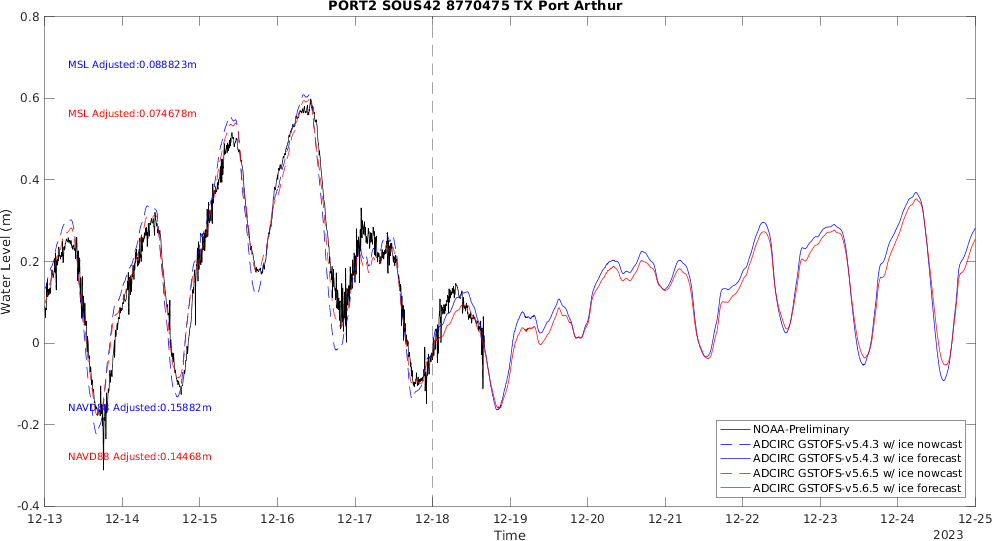 PORT2 SOUS42 8770475 TX Port Arthur
0.8
0.6
0.4
0.2
0
-0.2
-0.4
Water Level (m)
MSL Adjusted:0.088823m
MSL Adjusted:0.074678m
NAVD88 Adjusted:0.15882m
NAVD88 Adjusted:0.14468m
NOAA-Preliminary
ADCIRC GSTOFS-v5.4.3 w/ ice nowcast
ADCIRC GSTOFS-v5.4.3 w/ ice forecast
ADCIRC GSTOFS-v5.6.5 w/ ice nowcast
ADCIRC GSTOFS-v5.6.5 w/ ice forecast
12-13 12-14 12-15 12-16 12-17 12-18 12-19 12-20 12-21 12-22 12-23 12-24 12-25
Time
2023